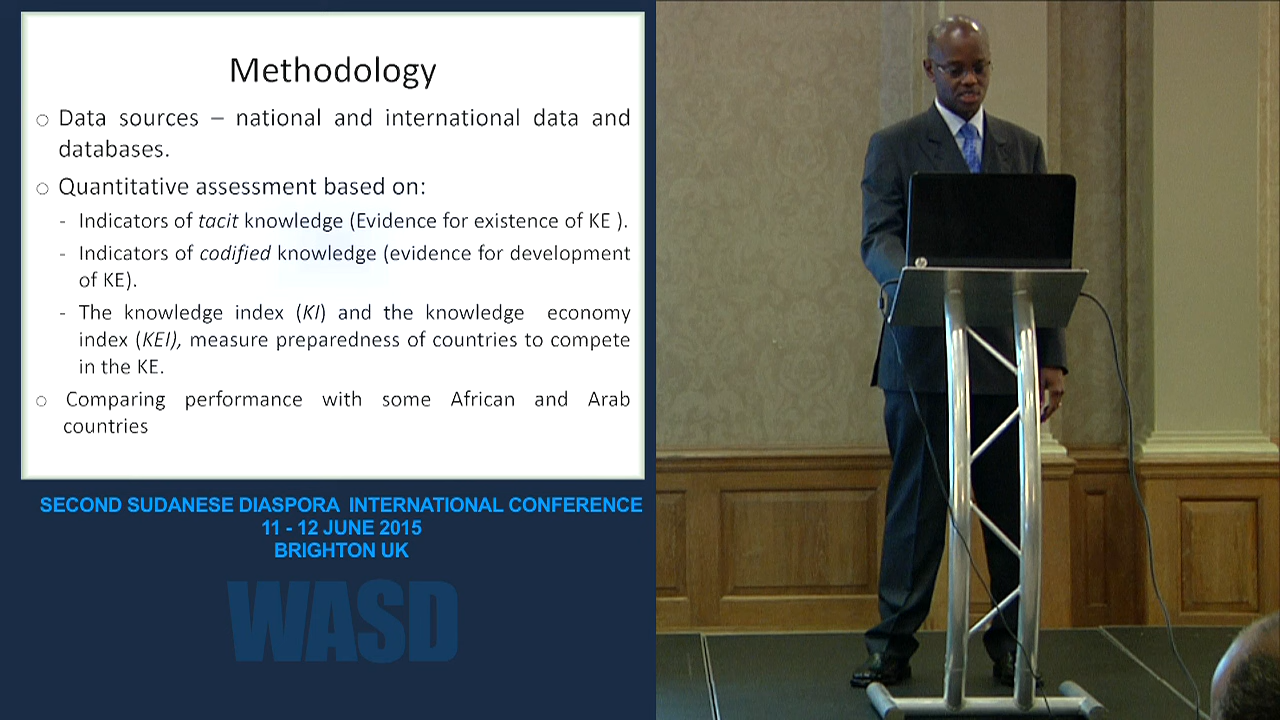 Methodology
○ Data sources – national and international data and
databases.
○ Quantitative assessment based on:
- Indicators of tacit knowledge (Evidence for existence of KE ).
- Indicators of codified knowledge (evidence for development
of KE).
- The knowledge index (KI) and the knowledge economy
index (KEI), measure preparedness of countries to compete
in the KE.
○ Comparing performance with some African and Arab
countries
SECOND SUDANESE DIASPORA INTERNATIONAL CONFERENCE
11 - 12 JUNE 2015
BRIGHTON UK
WASD
hp